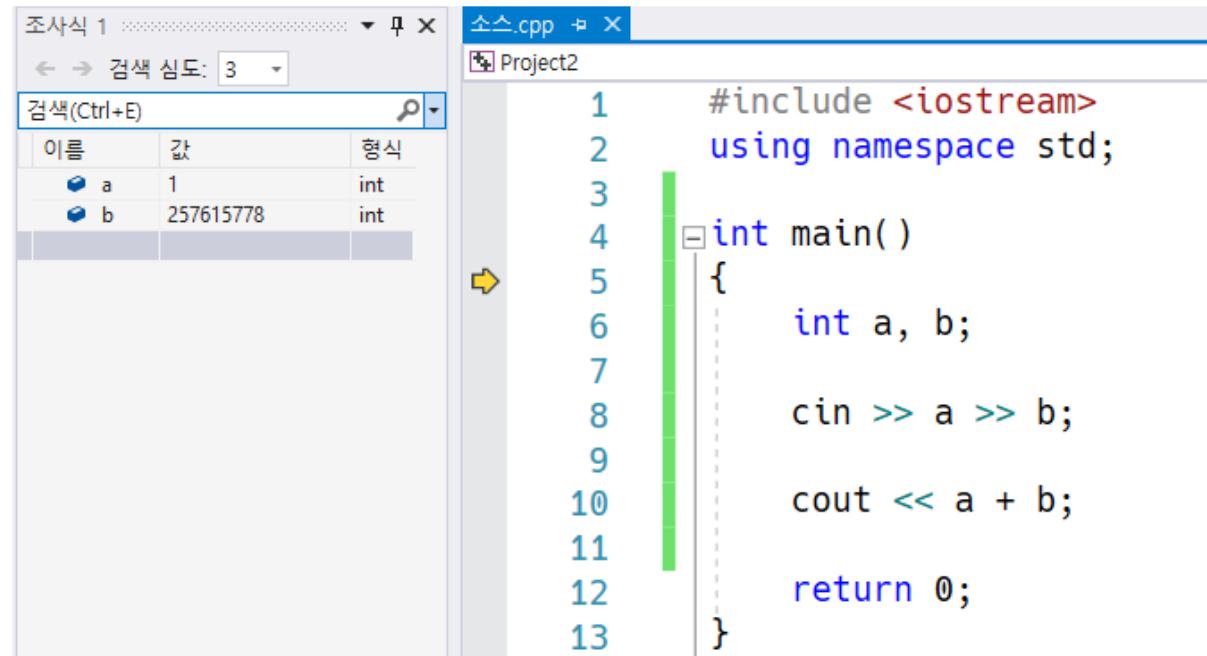 조사식 1
검색 심도: 3
검색(Ctrl+E)
이름 값 형식
a 1 int
b 257615778 int
소스.cpp
Project2
1 #include <iostream>
2 using namespace std;
3
4 int main()
5 {
6 int a, b;
7
8 cin >> a >> b;
9
10 cout << a + b;
11
12 return 0;
13 }